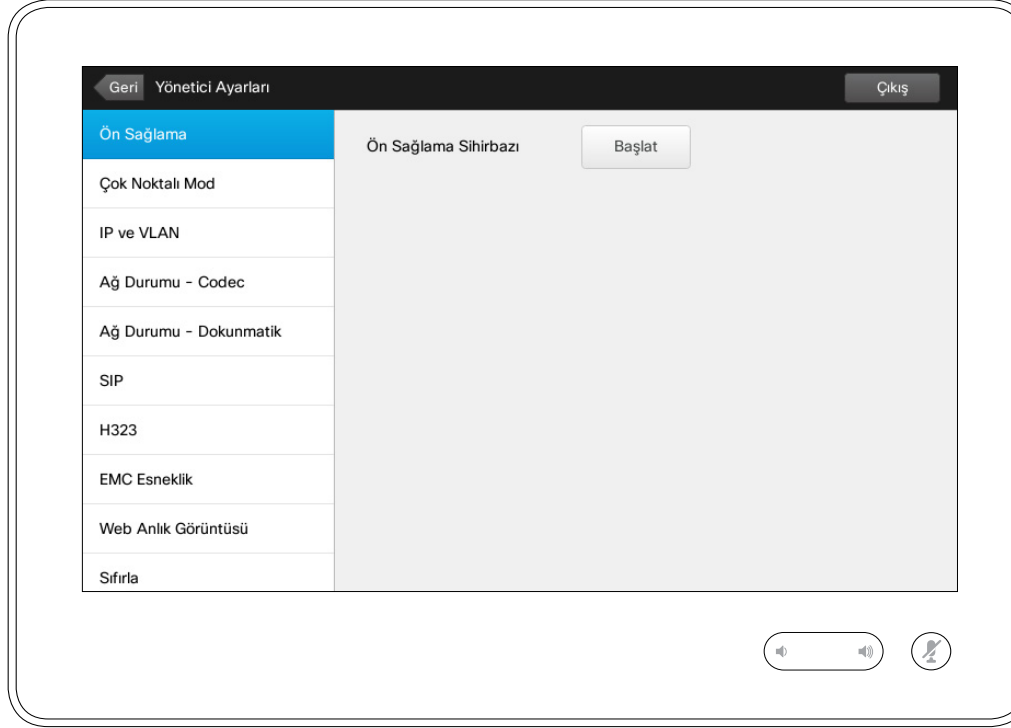 Geri Yönetici Ayarları Çıkış
Ön Sağlama
Ön Sağlama Sihirbazı Başlat
Çok Noktalı Mod
IP ve VLAN
Ağ Durumu - Codec
Ağ Durumu - Dokunmatik
SIP
H323
EMC Esneklik
Web Anlık Görüntüsü
Sıfırla